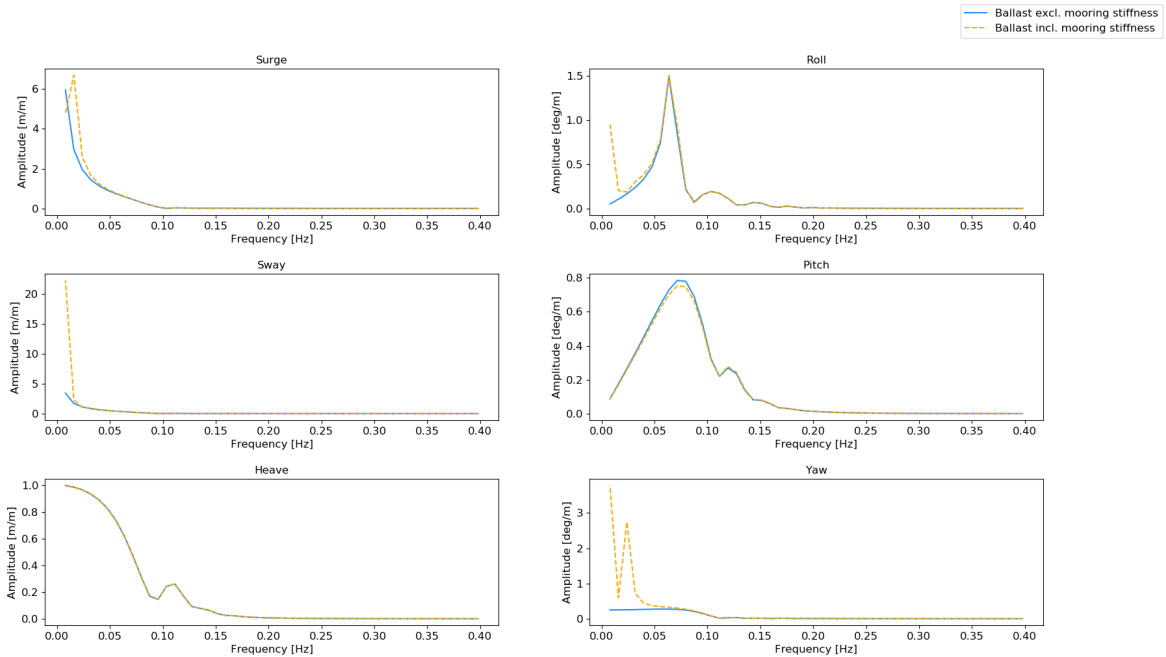 Ballast excl. mooring stiffness
Ballast incl. mooring stiffness
Surge
Amplitude [m/m]
6
4
2
0
0.00 0.05 0.10 0.15 0.20 0.25 0.30 0.35 0.40
Frequency [Hz]
Roll
Amplitude [deg/m]
1.5
1.0
0.5
0.0
0.00 0.05 0.10 0.15 0.20 0.25 0.30 0.35 0.40
Frequency [Hz]
Sway
Amplitude [m/m]
20
15
10
5
0
0.00 0.05 0.10 0.15 0.20 0.25 0.30 0.35 0.40
Frequency [Hz]
Pitch
Amplitude [deg/m]
0.8
0.6
0.4
0.2
0.0
0.00 0.05 0.10 0.15 0.20 0.25 0.30 0.35 0.40
Frequency [Hz]
Heave
Amplitude [m/m]
1.0
0.8
0.6
0.4
0.2
0.0
0.00 0.05 0.10 0.15 0.20 0.25 0.30 0.35 0.40
Frequency [Hz]
Yaw
Amplitude [deg/m]
3
2
1
0
0.00 0.05 0.10 0.15 0.20 0.25 0.30 0.35 0.40
Frequency [Hz]